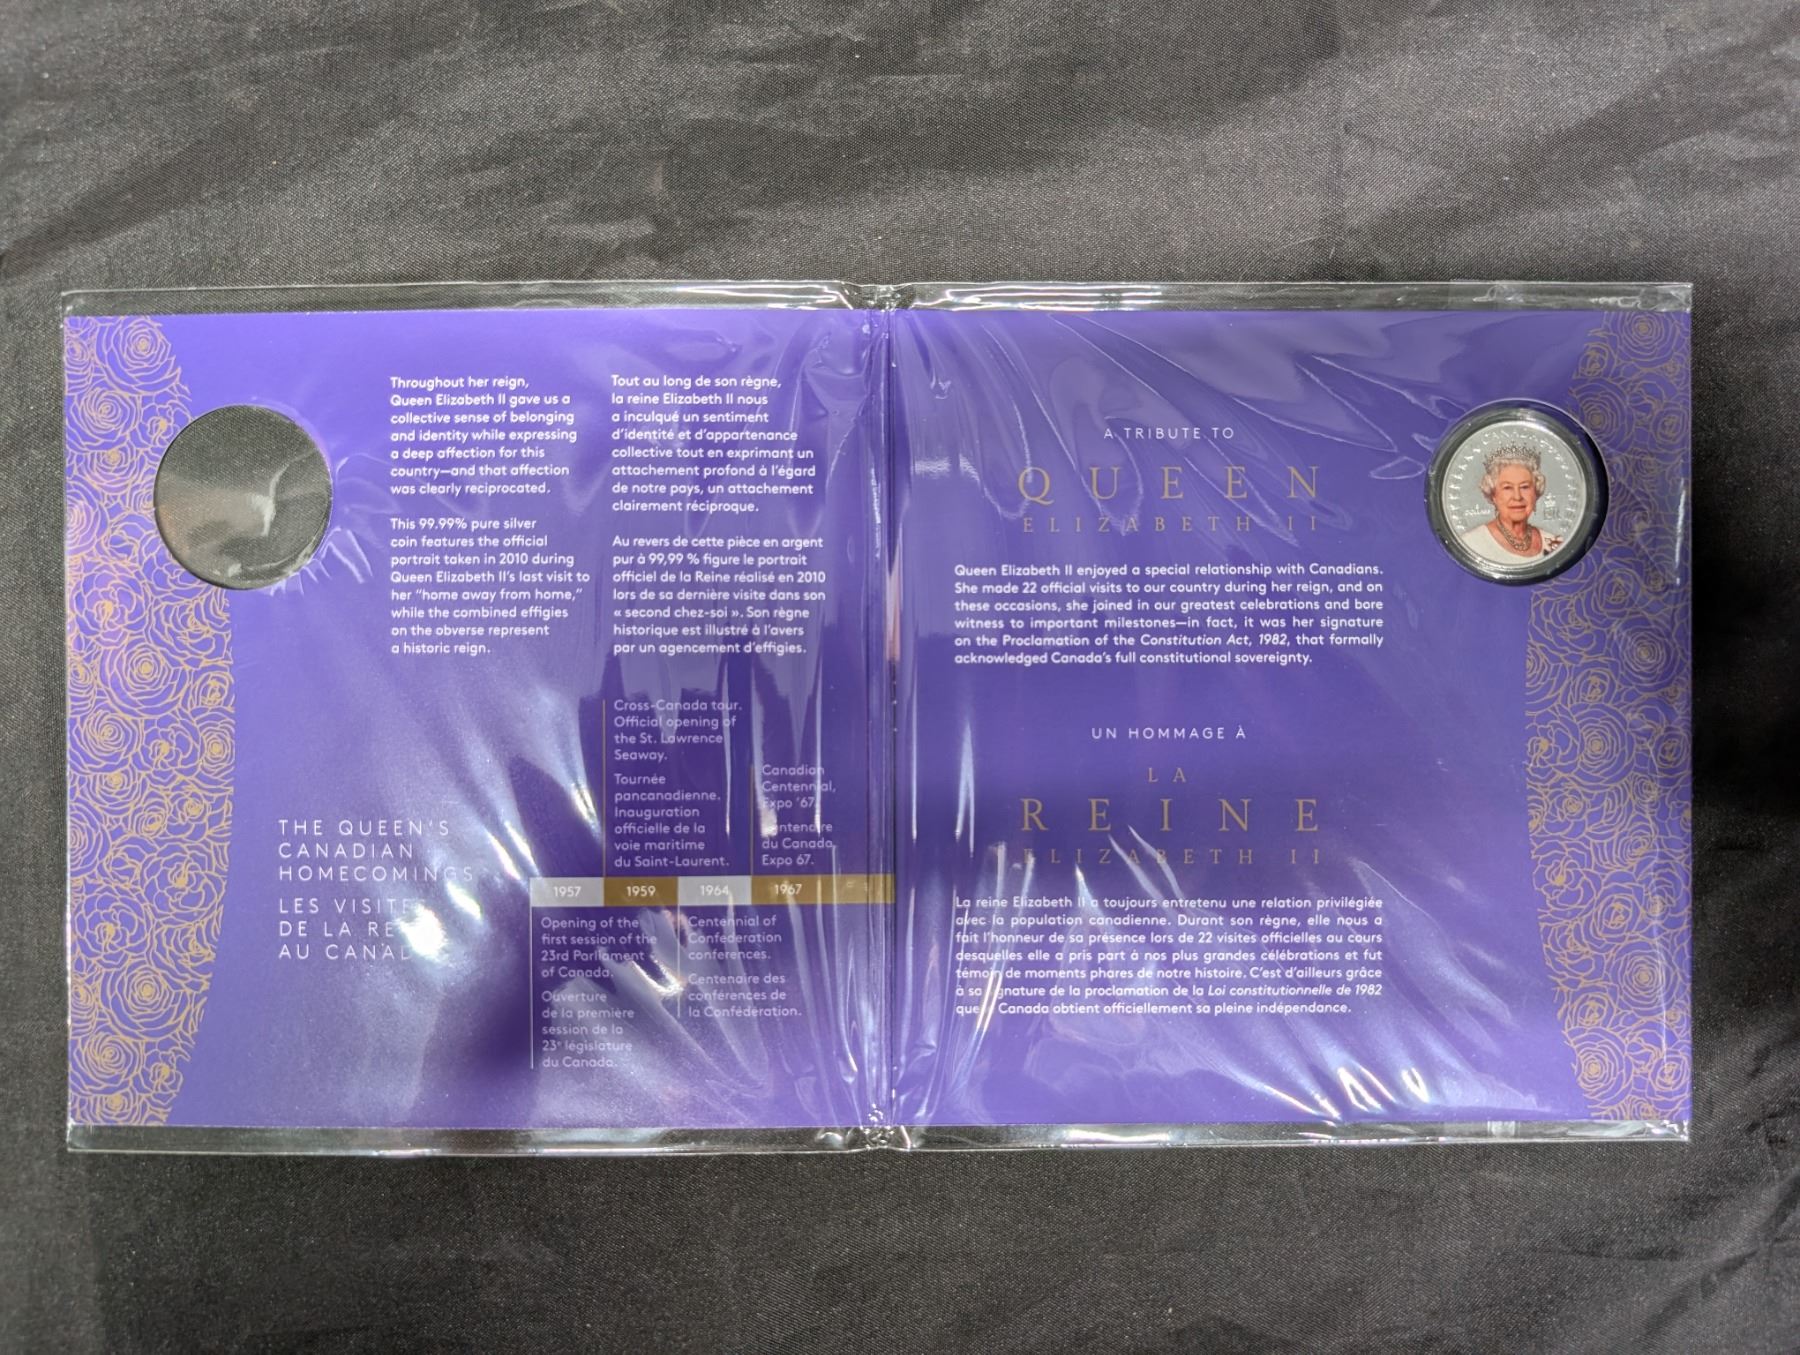 Throughout her reign,
Queen Elizabeth II gave us a
collective sense of belonging
and identity while expressing
a deep affection for this
country—and that affection
was clearly reciprocated.
This 99.99% pure silver
coin features the official
portrait taken in 2010 during
Queen Elizabeth II's last visit to
her “home away from home,”
while the combined effigies
on the obverse represent
a historic reign.
Tout au long de son règne,
la reine Elizabeth II nous
a inculqué un sentiment
d'identité et d'appartenance
collective tout en exprimant un
attachement profond à l'égard
de notre pays, un attachement
clairement réciproque.
Au revers de cette pièce en argent
pur à 99,99 % figure le portrait
officiel de la Reine réalisé en 2010
lors de sa dernière visite dans son
« second chez-soi ». Son règne
historique est illustré à l'avers
par un agencement d'effigies.
THE QUEEN'S
CANADIAN
HOMECOMINGS
LES VISITES
DE LA RE
AU CANAD
Cross-Canada tour.
Official opening of
the St. Lawrence
Seaway.
Tournée
pancanadienne.
Inauguration
officielle de la
voie maritime
du Saint-Laurent.
Canadian
Centennial,
Expo '67.
Centenaire
du Canada,
Expo 67.
1957 1959 1964 1967
Opening of the
first session of the
23rd Parliament
of Canada.
Ouverture
de la première
session de la
23e législature
du Canada.
Centennial of
Confederation
conferences.
Centenaire des
conférences de
la Confédération.
A TRIBUTE TO
QUEEN
ELIZABETH II
Queen Elizabeth II enjoyed a special relationship with Canadians.
She made 22 official visits to our country during her reign, and on
these occasions, she joined in our greatest celebrations and bore
witness to important milestones—in fact, it was her signature
on the Proclamation of the Constitution Act, 1982, that formally
acknowledged Canada's full constitutional sovereignty.
UN HOMMAGE À
LA
REINE
ELIZABETH II
La reine Elizabeth II a toujours entretenu une relation privilégiée
avec la population canadienne. Durant son règne, elle nous a
fait l'honneur de sa présence lors de 22 visites officielles au cours
desquelles elle a pris part à nos plus grandes célébrations et fut
témoin de moments phares de notre histoire. C'est d'ailleurs grâce
à sa signature de la proclamation de la Loi constitutionnelle de 1982
que Canada obtient officiellement sa pleine indépendance.
CANADA